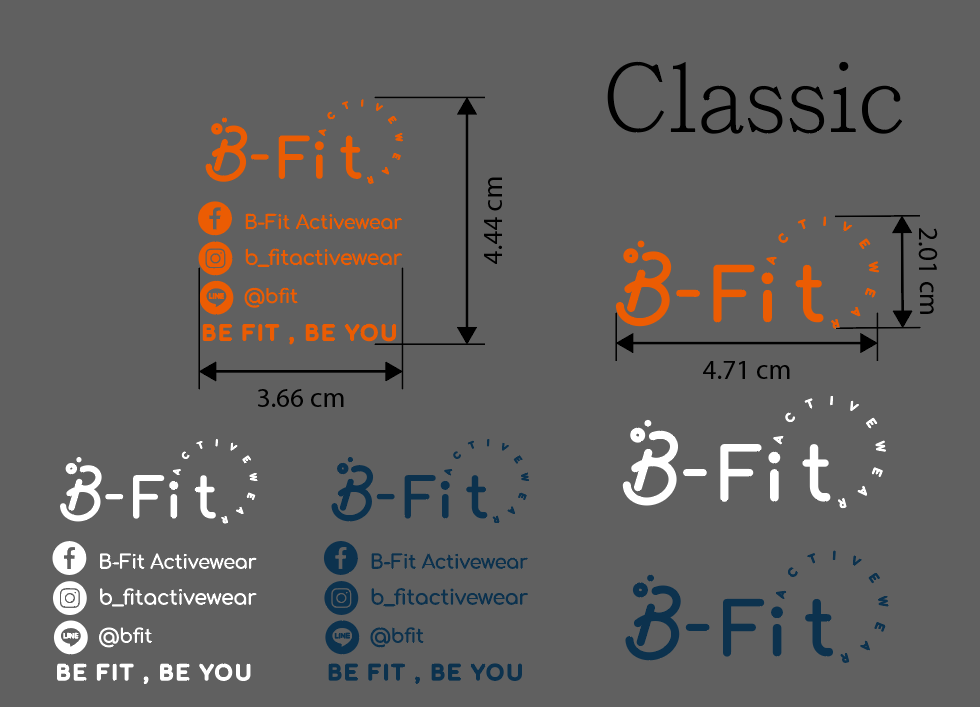 Classic
B-Fit ACTIVEWEAR
B-Fit Activewear
b_fitactivewear
LINE @bfit
BE FIT , BE YOU
4.44 cm
3.66 cm
B-Fit ACTIVEWEAR
2.01 cm
4.71 cm
B-Fit ACTIVEWEAR
B-Fit Activewear
b_fitactivewear
LINE @bfit
BE FIT , BE YOU
B-Fit ACTIVEWEAR
B-Fit Activewear
b_fitactivewear
LINE @bfit
BE FIT , BE YOU
B-Fit ACTIVEWEAR
B-Fit ACTIVEWEAR